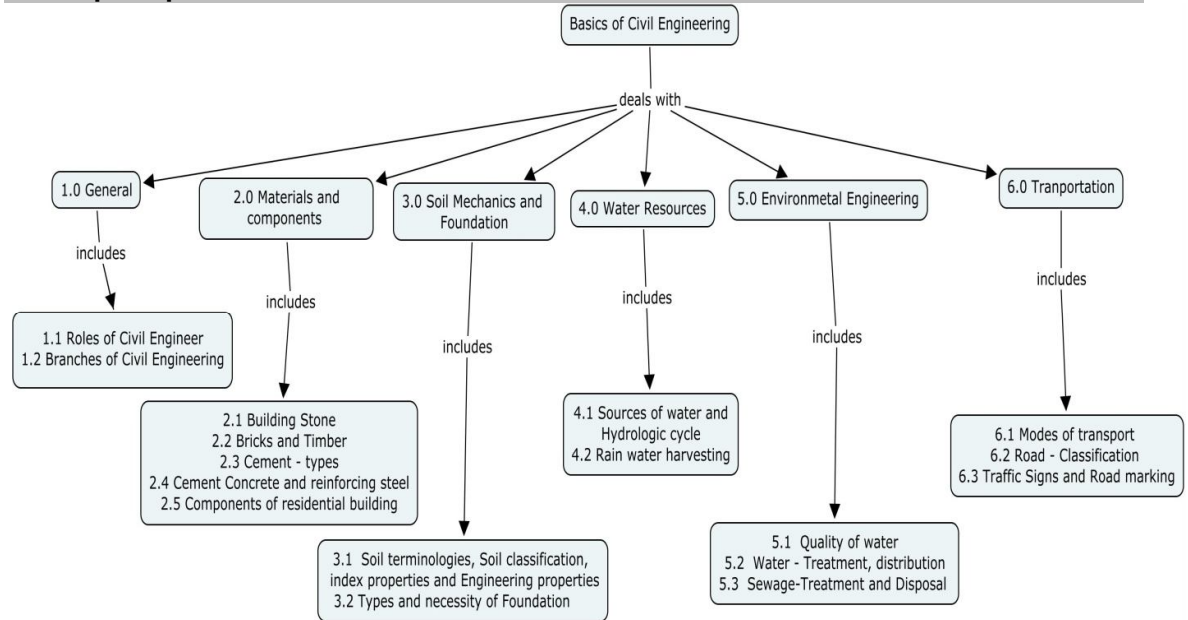 Basics of Civil Engineering
deals with
1.0 General
2.0 Materials and
components
3.0 Soil Mechanics and
Foundation
4.0 Water Resources
5.0 Environmetal Engineering
6.0 Tranportation
includes
includes
includes
includes
includes
includes
1.1 Roles of Civil Engineer
1.2 Branches of Civil Engineering
2.1 Building Stone
2.2 Bricks and Timber
2.3 Cement - types
2.4 Cement Concrete and reinforcing steel
2.5 Components of residential building
3.1 Soil terminologies, Soil classification,
index properties and Engineering properties
3.2 Types and necessity of Foundation
4.1 Sources of water and
Hydrologic cycle
4.2 Rain water harvesting
5.1 Quality of water
5.2 Water - Treatment, distribution
5.3 Sewage-Treatment and Disposal
6.1 Modes of transport
6.2 Road - Classification
6.3 Traffic Signs and Road marking